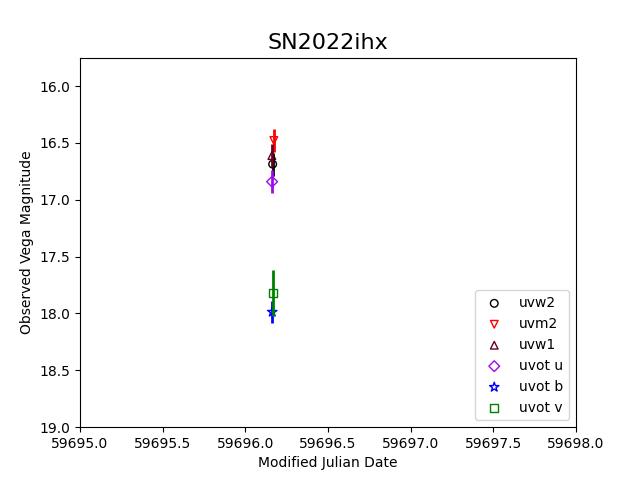 SN2022ihx
16.0
16.5
17.0
17.5
18.0
18.5
19.0
Observed Vega Magnitude
uvw2
uvm2
uvw1
uvot u
uvot b
uvot v
59695.0 59695.5 59696.0 59696.5 59697.0 59697.5 59698.0
Modified Julian Date